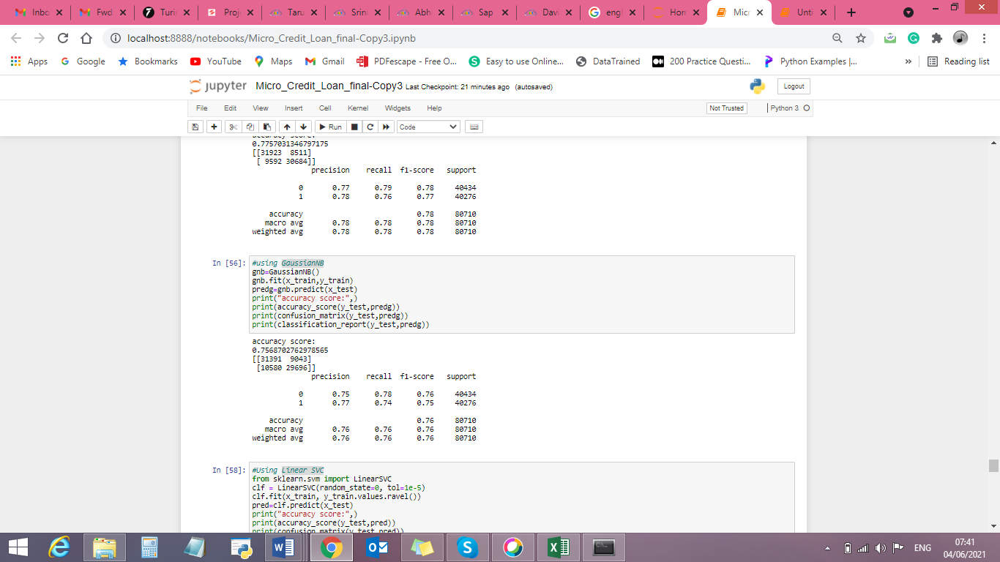 Inbo
Fwd
Turi
Proj
Taru
Srini
Abh
Sap
Davi
engl
Hom
Micr
Unti
localhost:8888/notebooks/Micro_Credit_Loan_final-Copy3.ipynb
Apps Google Bookmarks YouTube Maps Gmail PDFescape - Free O... Easy to use Online... DataTrained 200 Practice Questi... Python Examples |... » Reading list
jupyter Micro_Credit_Loan_final-Copy3 Last Checkpoint: 21 minutes ago (autosaved) Logout
File Edit View Insert Cell Kernel Widgets Help Not Trusted Python 3
Run Code
accuracy score:
0.7757031346797175
[[31923  8511]
 [ 9592 30684]]
precision recall f1-score support
0 0.77 0.79 0.78 40434
1 0.78 0.76 0.77 40276
accuracy 0.78 80710
macro avg 0.78 0.78 0.78 80710
weighted avg 0.78 0.78 0.78 80710
In [56]: #using GaussianNB
gnb=GaussianNB()
gnb.fit(x_train,y_train)
predg=gnb.predict(x_test)
print("accuracy score:",)
print(accuracy_score(y_test,predg))
print(confusion_matrix(y_test,predg))
print(classification_report(y_test,predg))
accuracy score:
0.7568702762978565
[[31391  9043]
 [10580 29696]]
precision recall f1-score support
0 0.75 0.78 0.76 40434
1 0.77 0.74 0.75 40276
accuracy 0.76 80710
macro avg 0.76 0.76 0.76 80710
weighted avg 0.76 0.76 0.76 80710
In [58]: #Using Linear SVC
from sklearn.svm import LinearSVC
clf = LinearSVC(random_state=0, tol=1e-5)
clf.fit(x_train, y_train.values.ravel())
pred=clf.predict(x_test)
print("accuracy score:",)
print(accuracy_score(y_test,pred))
print(confusion_matrix(y_test,pred))
ENG
07:41
04/06/2021